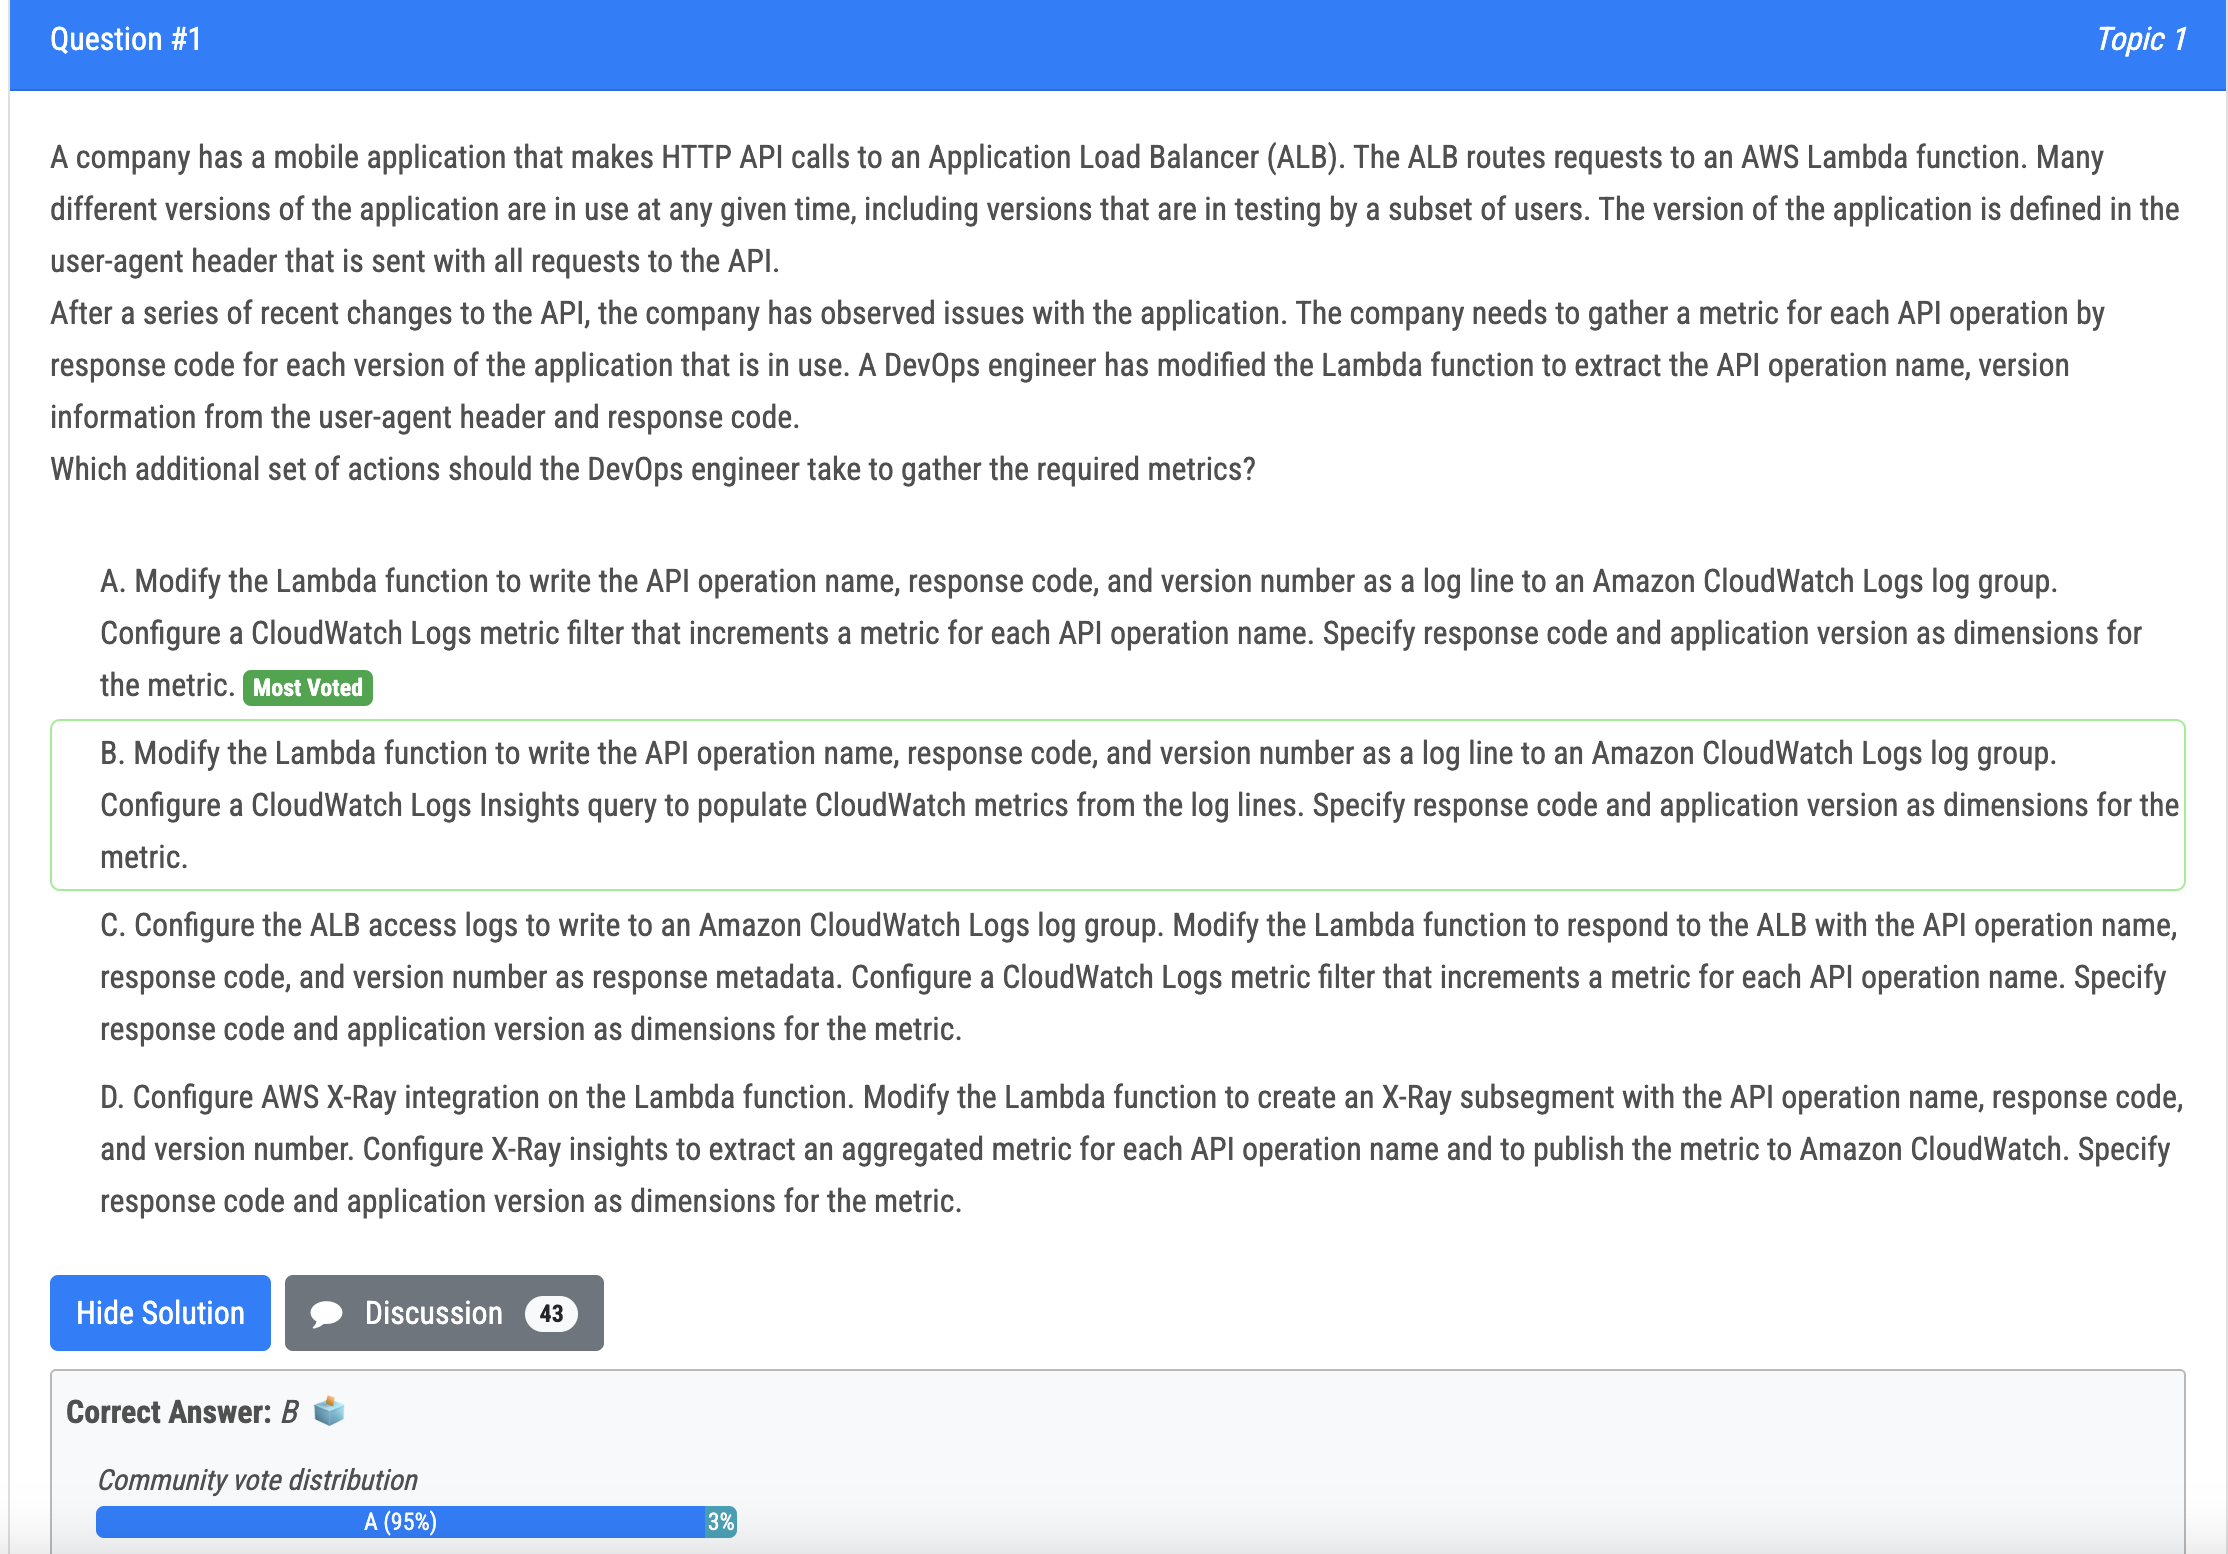 Question #1
Topic 1
A company has a mobile application that makes HTTP API calls to an Application Load Balancer (ALB). The ALB routes requests to an AWS Lambda function. Many
different versions of the application are in use at any given time, including versions that are in testing by a subset of users. The version of the application is defined in the
user-agent header that is sent with all requests to the API.
After a series of recent changes to the API, the company has observed issues with the application. The company needs to gather a metric for each API operation by
response code for each version of the application that is in use. A DevOps engineer has modified the Lambda function to extract the API operation name, version
information from the user-agent header and response code.
Which additional set of actions should the DevOps engineer take to gather the required metrics?
A. Modify the Lambda function to write the API operation name, response code, and version number as a log line to an Amazon CloudWatch Logs log group.
Configure a CloudWatch Logs metric filter that increments a metric for each API operation name. Specify response code and application version as dimensions for
the metric. Most Voted
B. Modify the Lambda function to write the API operation name, response code, and version number as a log line to an Amazon CloudWatch Logs log group.
Configure a CloudWatch Logs Insights query to populate CloudWatch metrics from the log lines. Specify response code and application version as dimensions for the
metric.
C. Configure the ALB access logs to write to an Amazon CloudWatch Logs log group. Modify the Lambda function to respond to the ALB with the API operation name,
response code, and version number as response metadata. Configure a CloudWatch Logs metric filter that increments a metric for each API operation name. Specify
response code and application version as dimensions for the metric.
D. Configure AWS X-Ray integration on the Lambda function. Modify the Lambda function to create an X-Ray subsegment with the API operation name, response code,
and version number. Configure X-Ray insights to extract an aggregated metric for each API operation name and to publish the metric to Amazon CloudWatch. Specify
response code and application version as dimensions for the metric.
Hide Solution
Discussion 43
Correct Answer: B
Community vote distribution
A (95%) 3%